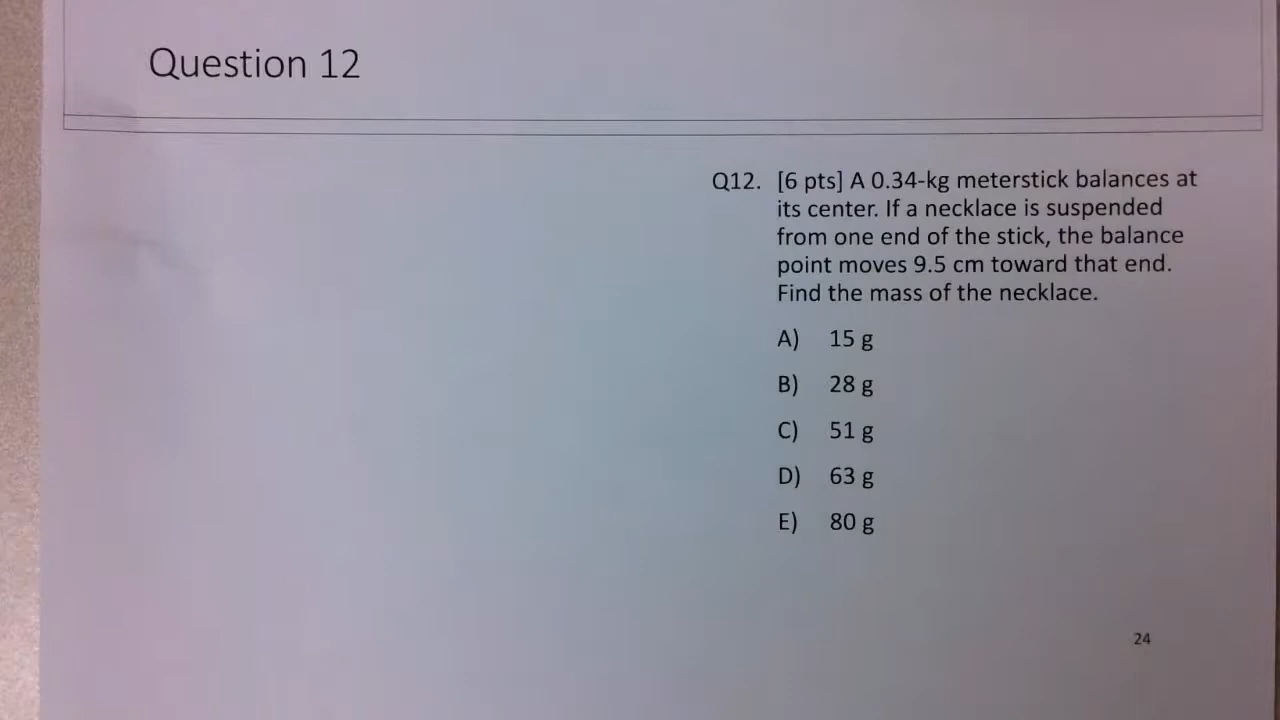 Question 12
Q12. [6 pts] A 0.34-kg meterstick balances at
its center. If a necklace is suspended
from one end of the stick, the balance
point moves 9.5 cm toward that end.
Find the mass of the necklace.
A) 15 g
B) 28 g
C) 51 g
D) 63 g
E) 80 g
24